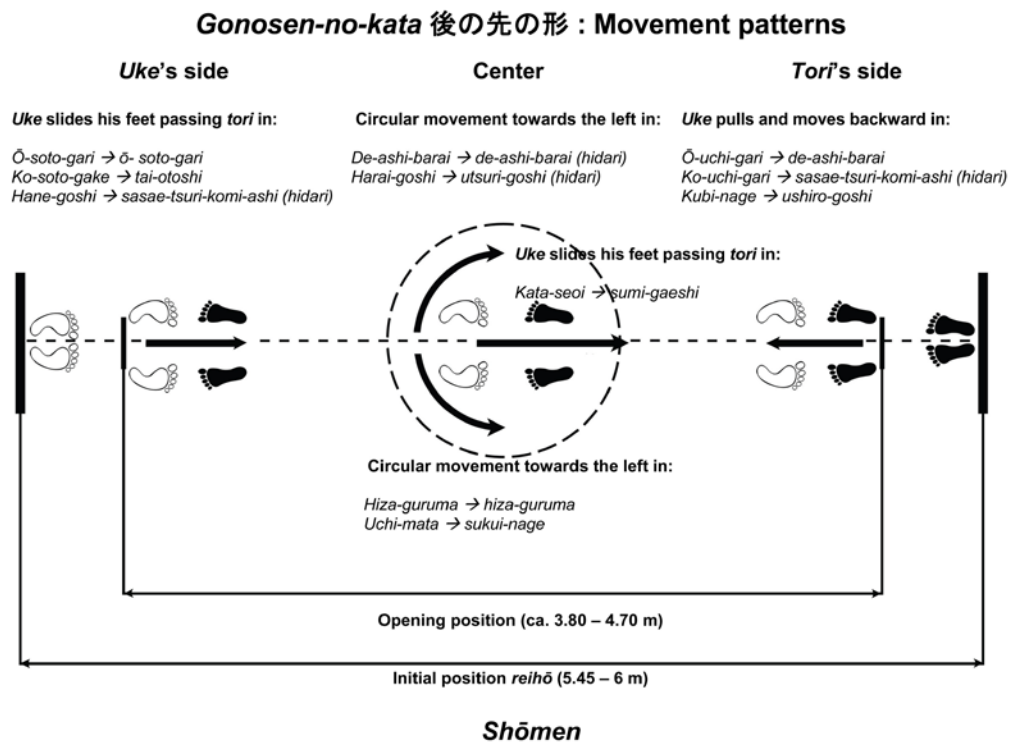 Gonosen-no-kata 後の先の形 : Movement patterns
Uke's side
Uke slides his feet passing tori in:
Ō-soto-gari → ō- soto-gari
Ko-soto-gake → tai-otoshi
Hane-goshi → sasae-tsuri-komi-ashi (hidari)
Center
Circular movement towards the left in:
De-ashi-barai → de-ashi-barai (hidari)
Harai-goshi → utsuri-goshi (hidari)
Tori's side
Uke pulls and moves backward in:
Ō-uchi-gari → de-ashi-barai
Ko-uchi-gari → sasae-tsuri-komi-ashi (hidari)
Kubi-nage → ushiro-goshi
Uke slides his feet passing tori in:
Kata-seoi → sumi-gaeshi
Circular movement towards the left in:
Hiza-guruma → hiza-guruma
Uchi-mata → sukui-nage
Opening position (ca. 3.80 – 4.70 m)
Initial position reihō (5.45 – 6 m)
Shōmen